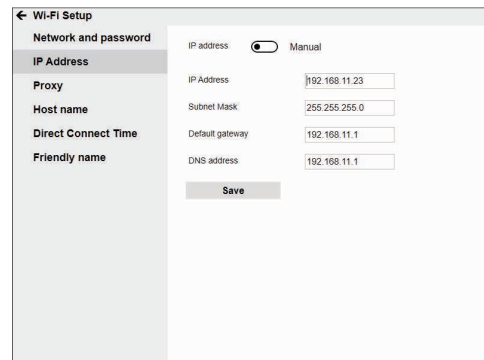 ← Wi-Fi Setup
Network and password
IP Address
Proxy
Host name
Direct Connect Time
Friendly name
IP address Manual
IP Address 192.168.11.23
Subnet Mask 255.255.255.0
Default gateway 192.168.11.1
DNS address 192.168.11.1
Save